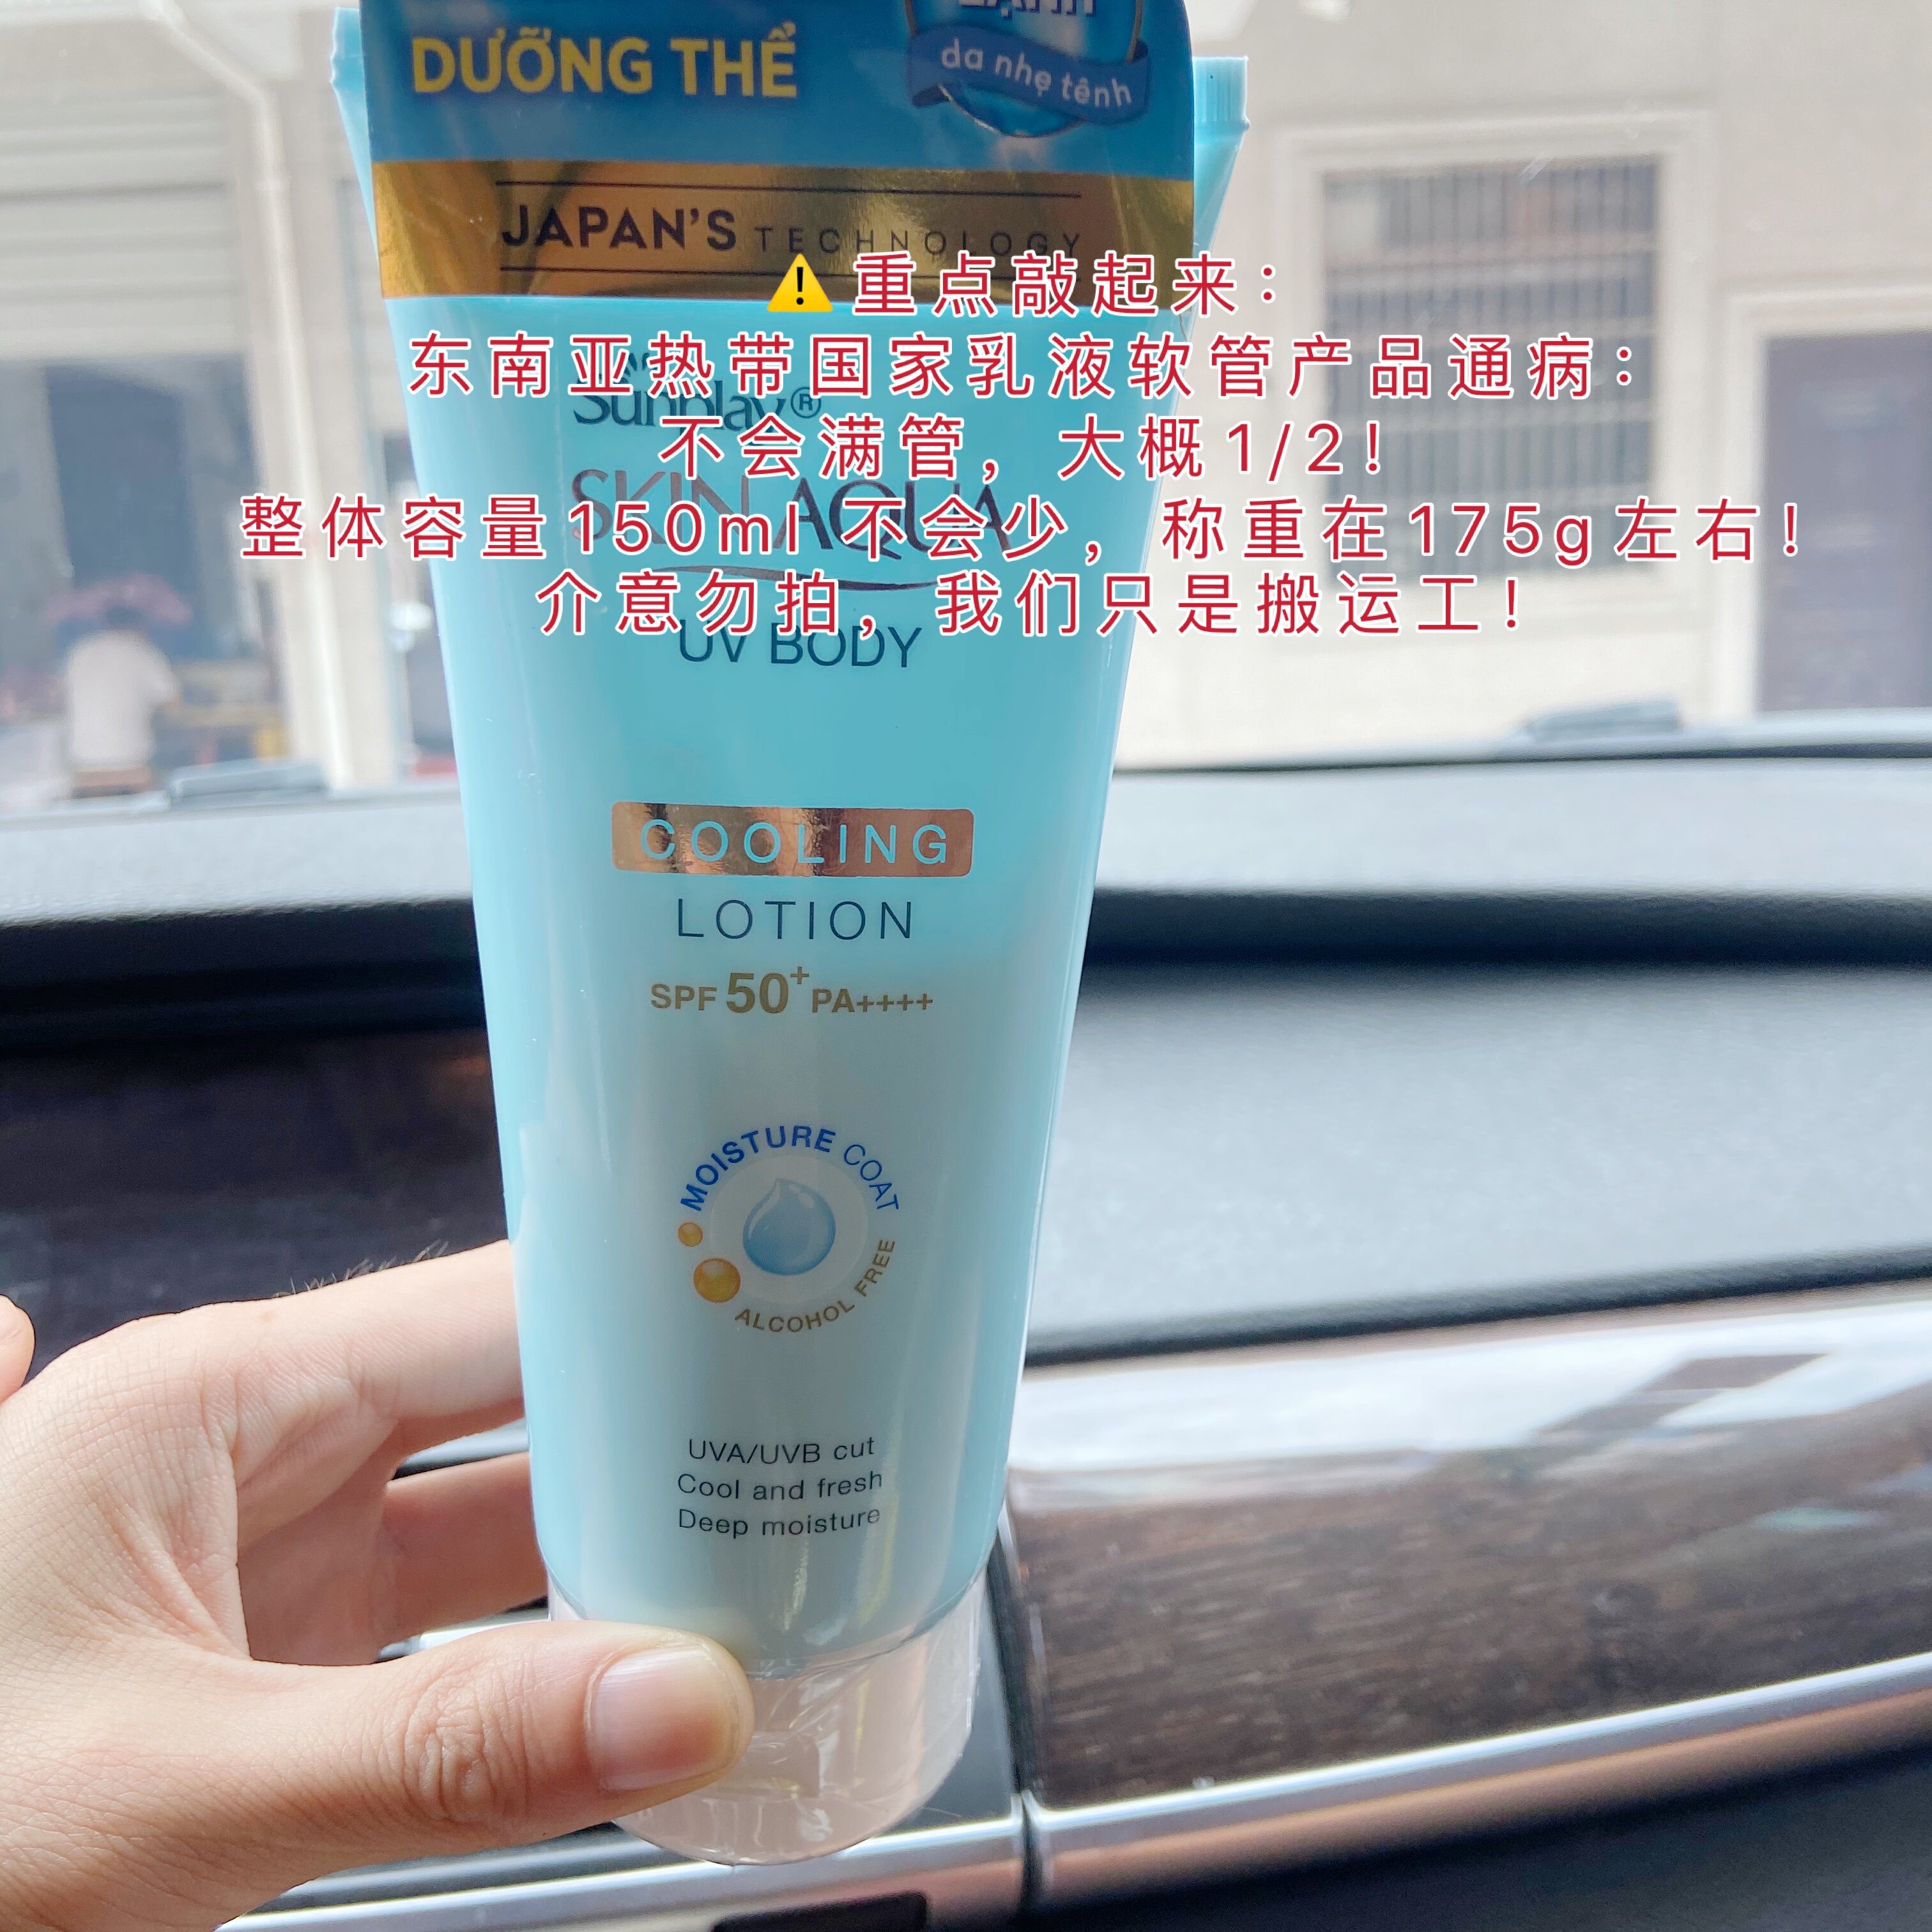 DƯỠNG THỂ
da nhẹ tênh
JAPAN'S TECHNOLOGY
⚠️重点敲起来：
东南亚热带国家乳液软管产品通病：
Sunplay®
不会满管，大概1/2！
SKIN AQUA
整体容量150ml不会少，称重在175g左右！
介意勿拍，我们只是搬运工！
UV BODY
COOLING
LOTION
SPF 50+ PA++++
MOISTURE COAT
ALCOHOL FREE
UVA/UVB cut
Cool and fresh
Deep moisture